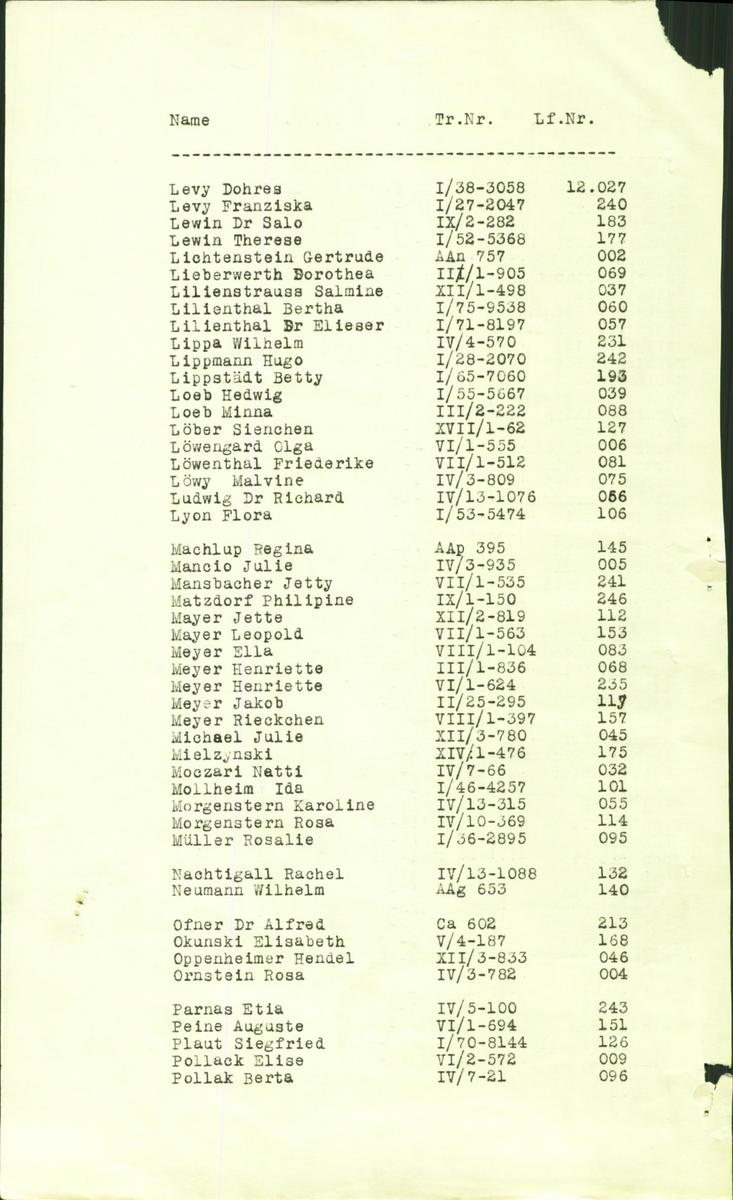 Name Tr.Nr. Lf.Nr.
Levy Dohres I/38-3058 12.027
Levy Franziska I/27-2047 240
Lewin Dr Salo IX/2-282 183
Lewin Therese I/52-5368 177
Lichtenstein Gertrude AAn 757 002
Lieberwerth Dorothea III/1-905 069
Lilienstrauss Salmine XII/1-498 037
Lilienthal Bertha I/75-9538 060
Lilienthal Dr Elieser I/71-8197 057
Lippa Wilhelm IV/4-570 231
Lippmann Hugo I/28-2070 242
Lippstädt Betty I/65-7060 193
Loeb Hedwig I/55-5667 039
Loeb Minna III/2-222 088
Löber Sienchen XVII/1-62 127
Löwengard Olga VI/1-555 006
Löwenthal Friederike VII/1-512 081
Löwy Malvine IV/3-809 075
Ludwig Dr Richard IV/13-1076 056
Lyon Flora I/53-5474 106
Machlup Regina AAp 395 145
Mancio Julie IV/3-935 005
Mansbacher Jetty VII/1-535 241
Matzdorf Philipine IX/1-150 246
Mayer Jette XII/2-819 112
Mayer Leopold VII/1-563 153
Meyer Ella VIII/1-104 083
Meyer Henriette III/1-836 068
Meyer Henriette VI/1-624 235
Meyer Jakob II/25-295
Meyer Rieckchen VIII/1-397 157
Michael Julie XII/3-780 045
Mielzynski XIV/1-476 175
Moczari Netti IV/7-66 032
Mollheim Ida I/46-4257 101
Morgenstern Karoline IV/13-315 055
Morgenstern Rosa IV/10-369 114
Müller Rosalie I/36-2895 095
Nachtigall Rachel IV/13-1088 132
Neumann Wilhelm AAg 653 140
Ofner Dr Alfred Ca 602 213
Okunski Elisabeth V/4-187 168
Oppenheimer Hendel XII/3-833 046
Ornstein Rosa IV/3-782 004
Parnas Etia IV/5-100 243
Peine Auguste VI/1-694 151
Plaut Siegfried I/70-8144 126
Pollack Elise VI/2-572 009
Pollak Berta IV/7-21 096